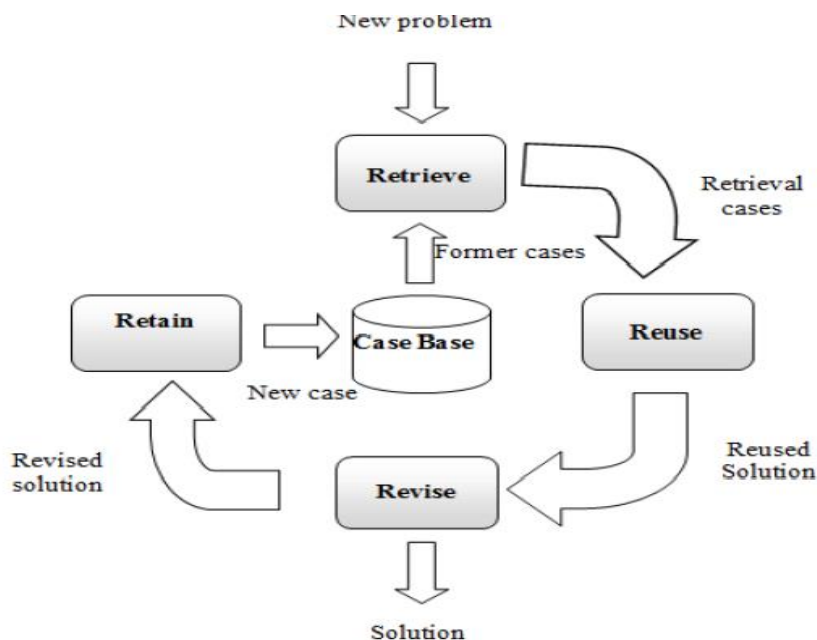 New problem
Retrieve
Retrieval
cases
Former cases
Retain
Case Base
Reuse
New case
Revised
solution
Revise
Reused
Solution
Solution